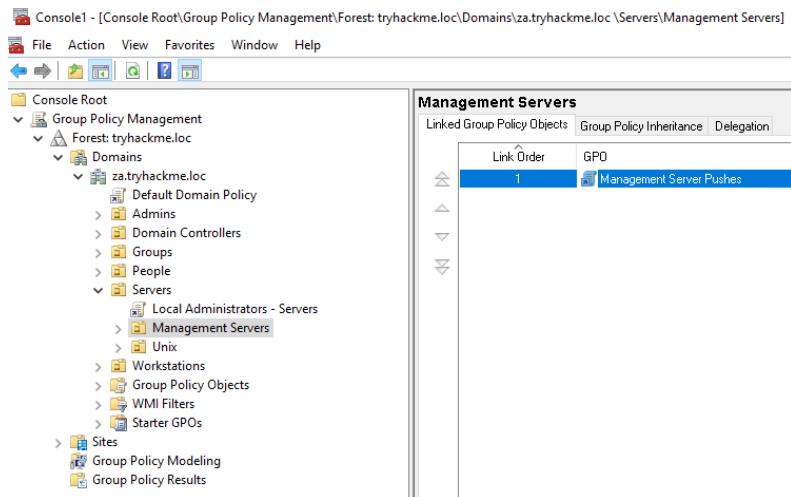 Console1 - [Console Root\Group Policy Management\Forest: tryhackme.loc\Domains\za.tryhackme.loc \Servers\Management Servers]
File Action View Favorites Window Help
Console Root
Group Policy Management
Forest: tryhackme.loc
Domains
za.tryhackme.loc
Default Domain Policy
Admins
Domain Controllers
Groups
People
Servers
Local Administrators - Servers
Management Servers
Unix
Workstations
Group Policy Objects
WMI Filters
Starter GPOs
Sites
Group Policy Modeling
Group Policy Results
Management Servers
Linked Group Policy Objects Group Policy Inheritance Delegation
Link Order GPO
1 Management Server Pushes